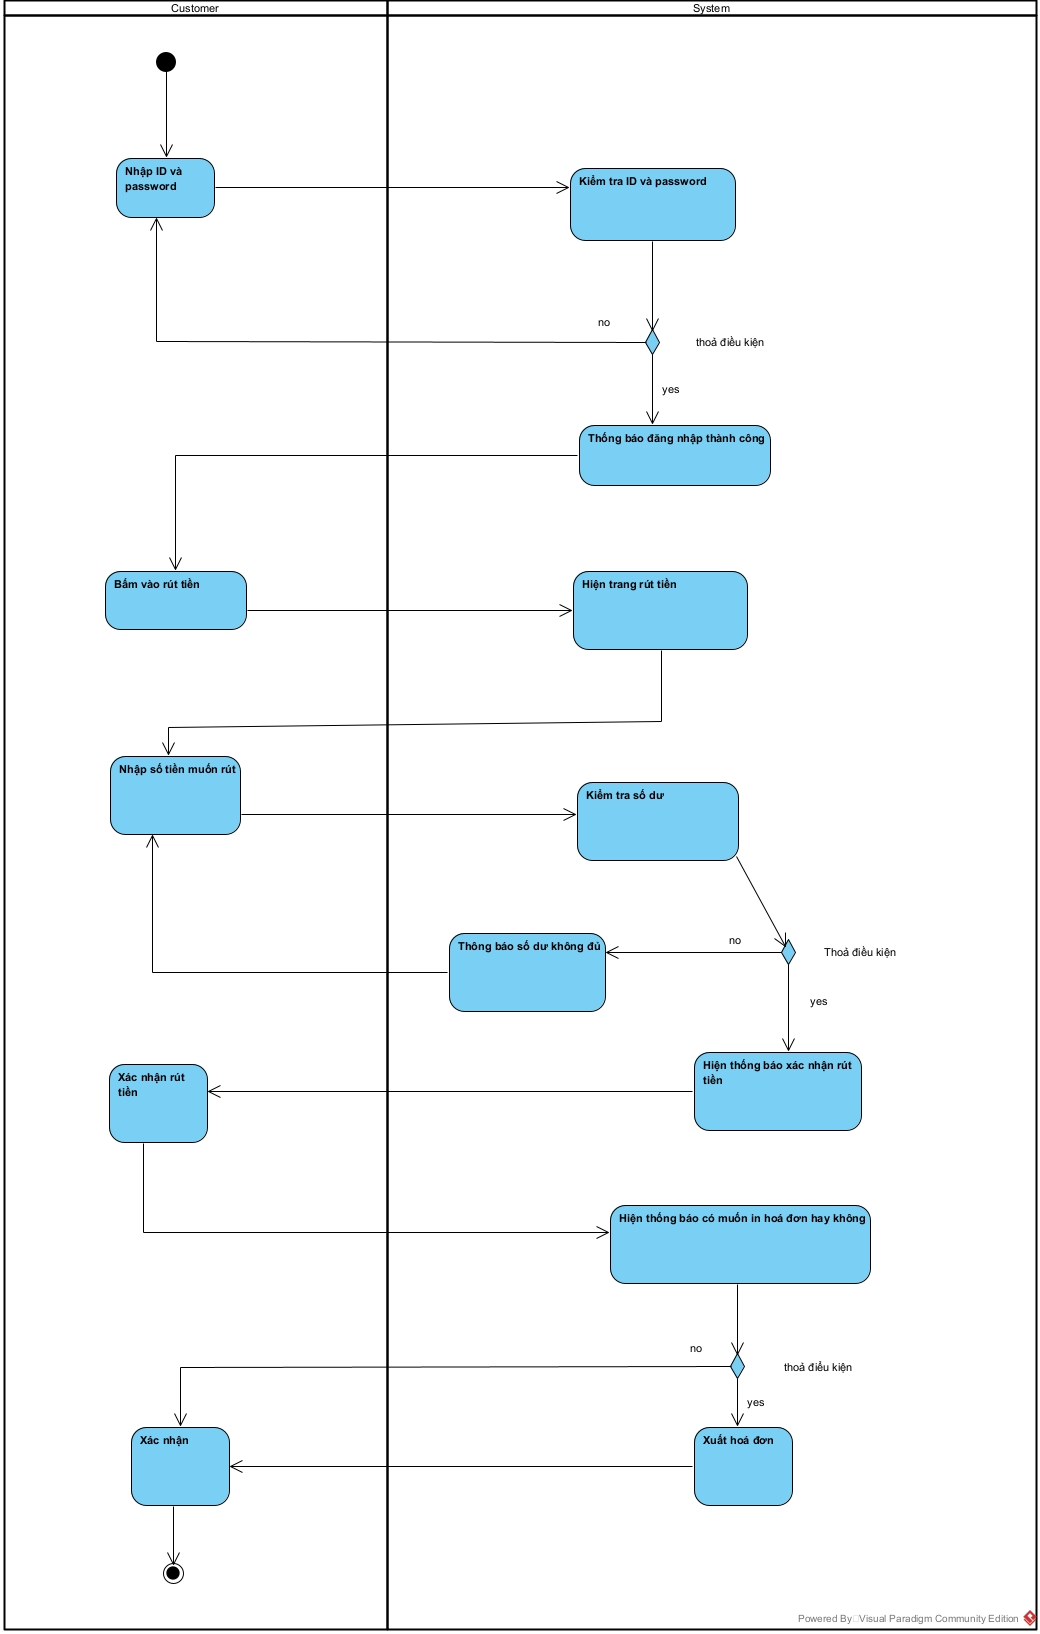 Customer
System
Nhập ID và
password
Kiểm tra ID và password
no
thoả điều kiện
yes
Thống báo đăng nhập thành công
Bấm vào rút tiền
Hiện trang rút tiền
Nhập số tiền muốn rút
Kiểm tra số dư
no
Thông báo số dư không đủ
Thoả điều kiện
yes
Xác nhận rút
tiền
Hiện thống báo xác nhận rút
tiền
Hiện thống báo có muốn in hoá đơn hay không
no
thoả điều kiện
yes
Xác nhận
Xuất hoá đơn
Powered By Visual Paradigm Community Edition